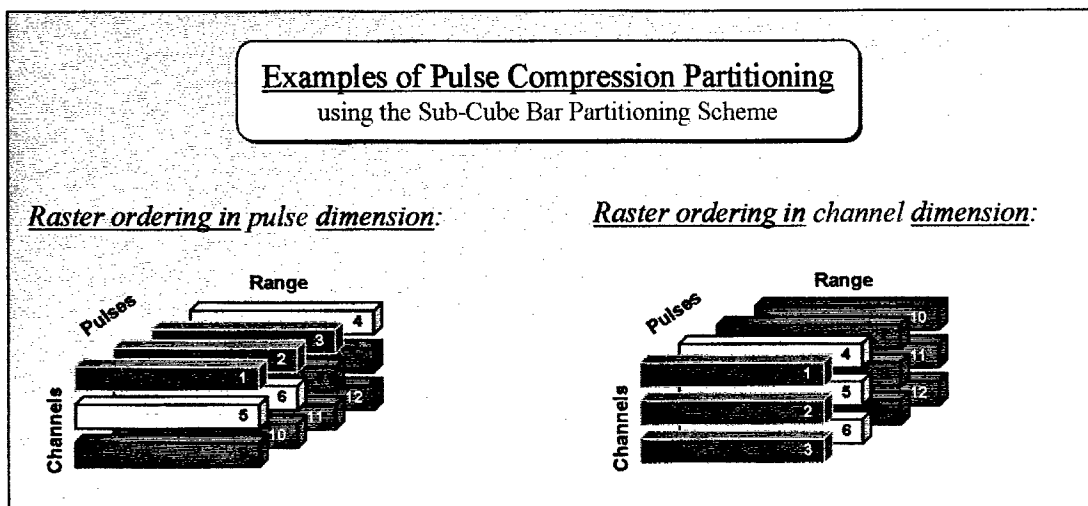 Examples of Pulse Compression Partitioning
using the Sub-Cube Bar Partitioning Scheme
Raster ordering in pulse dimension:
Raster ordering in channel dimension:
Range
Pulses
Channels
4
3
2
1
6
5
12
11
10
Range
Pulses
Channels
10
4
11
1
5
12
2
6
3